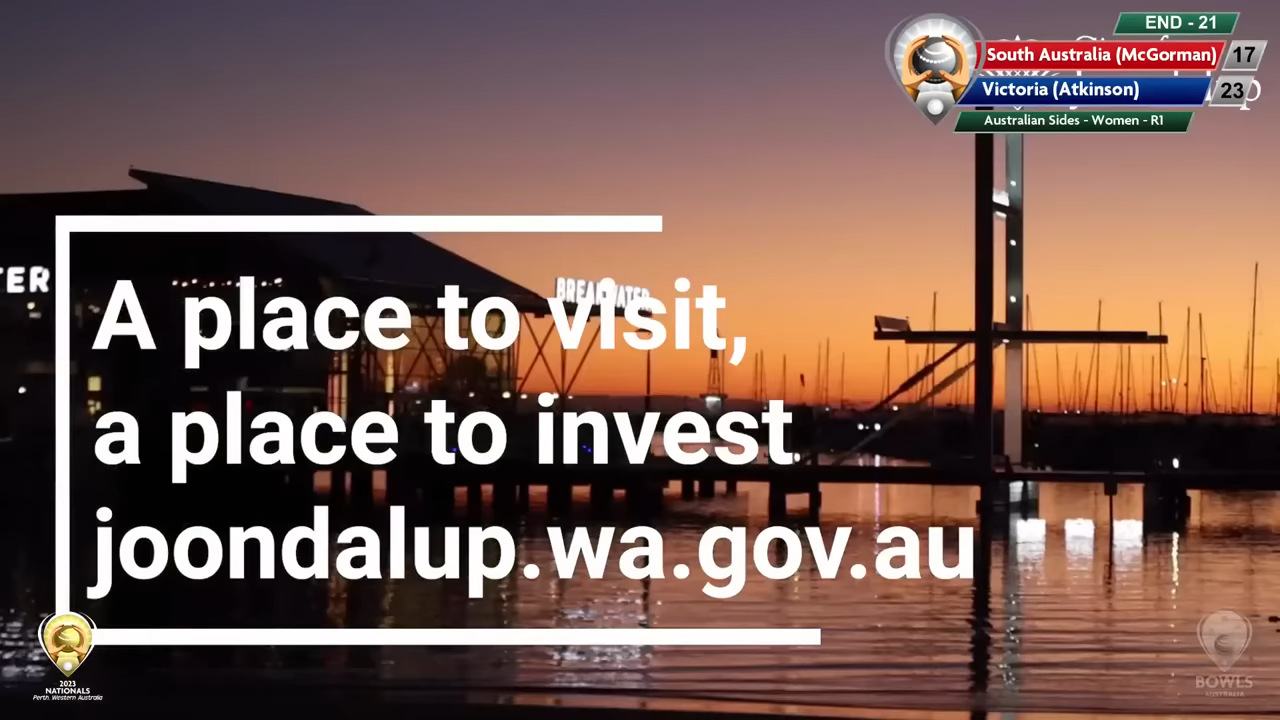 END - 21
South Australia (McGorman) 17
Victoria (Atkinson) 23
Australian Sides - Women - R1
BREAKWATER
A place to visit,
a place to invest
joondalup.wa.gov.au
2023
NATIONALS
Perth, Western Australia
BOWLS
AUSTRALIA